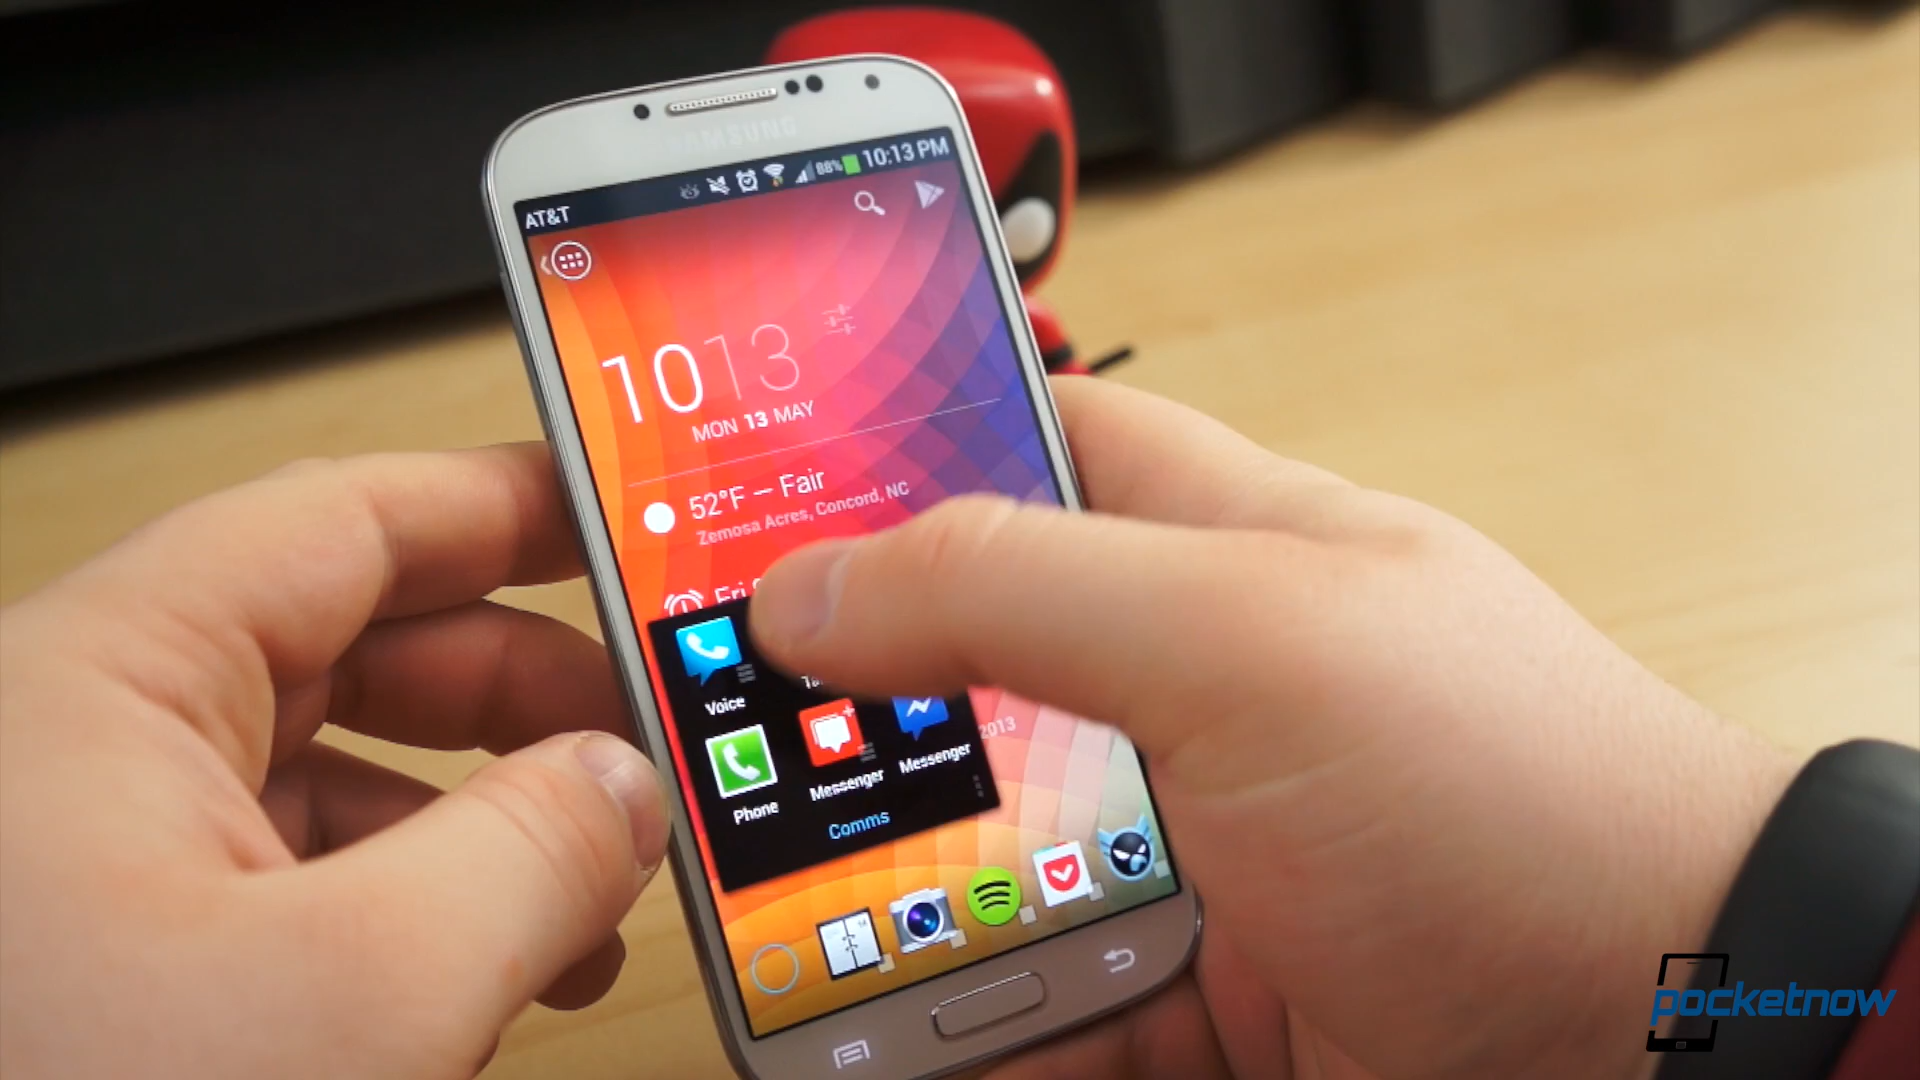 SAMSUNG
AT&T 88% 10:13 PM
1013
MON 13 MAY
52°F — Fair
Zemosa Acres, Concord, NC
Fri
Voice
2013
Phone Messenger Messenger
Comms
pocketnow